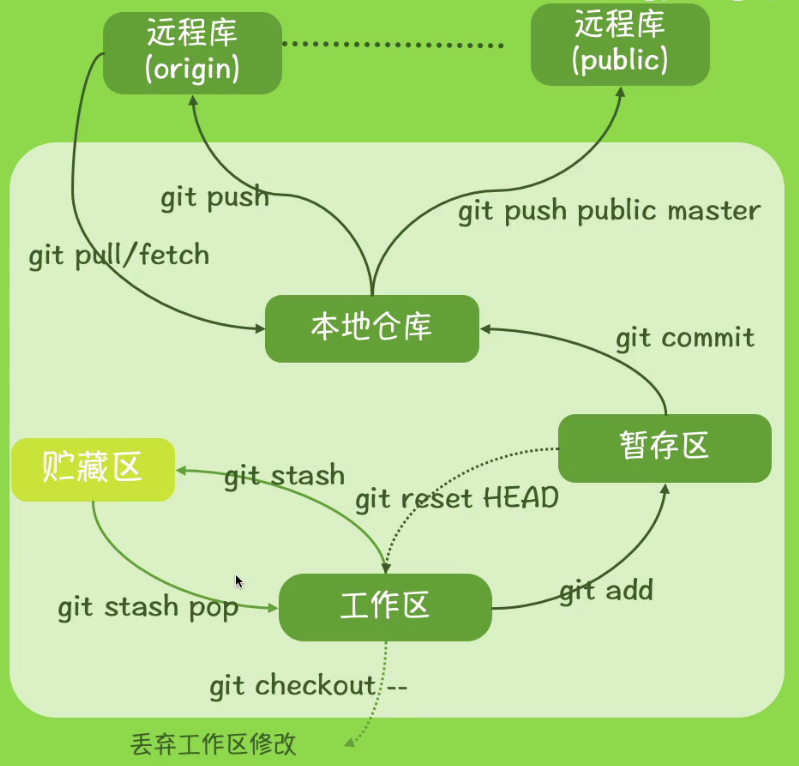 远程库
(origin)
远程库
(public)
git push
git push public master
git pull/fetch
本地仓库
git commit
暂存区
贮藏区
git stash
git reset HEAD
工作区
git add
git stash pop
git checkout --
丢弃工作区修改